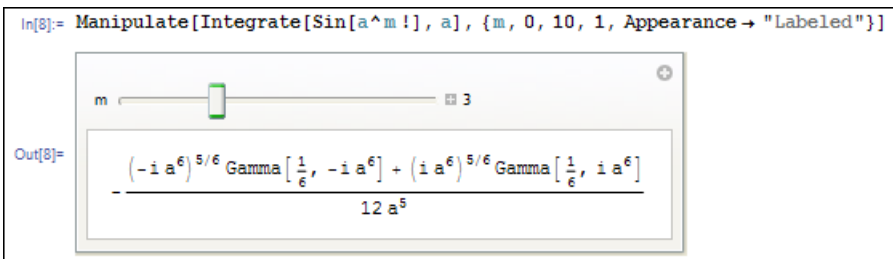 In[8]:= Manipulate[Integrate[Sin[a^m !], a], {m, 0, 10, 1, Appearance → "Labeled"}]
m 3
Out[8]= -((-i a^6)^(5/6) Gamma[1/6, -i a^6] + (i a^6)^(5/6) Gamma[1/6, i a^6])/(12 a^5)